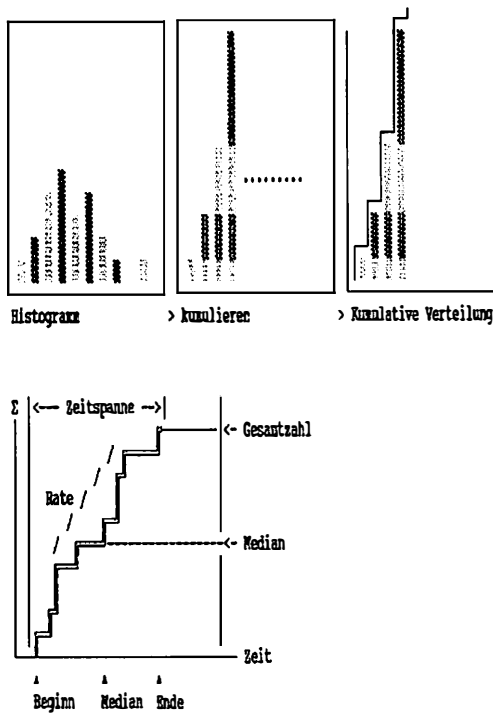 Histogramm
> kumulieren
> Kumulative Verteilung
Σ
<- Zeitspanne ->
<- Gesamtzahl
Rate
<- Median
Zeit
Beginn Median Ende